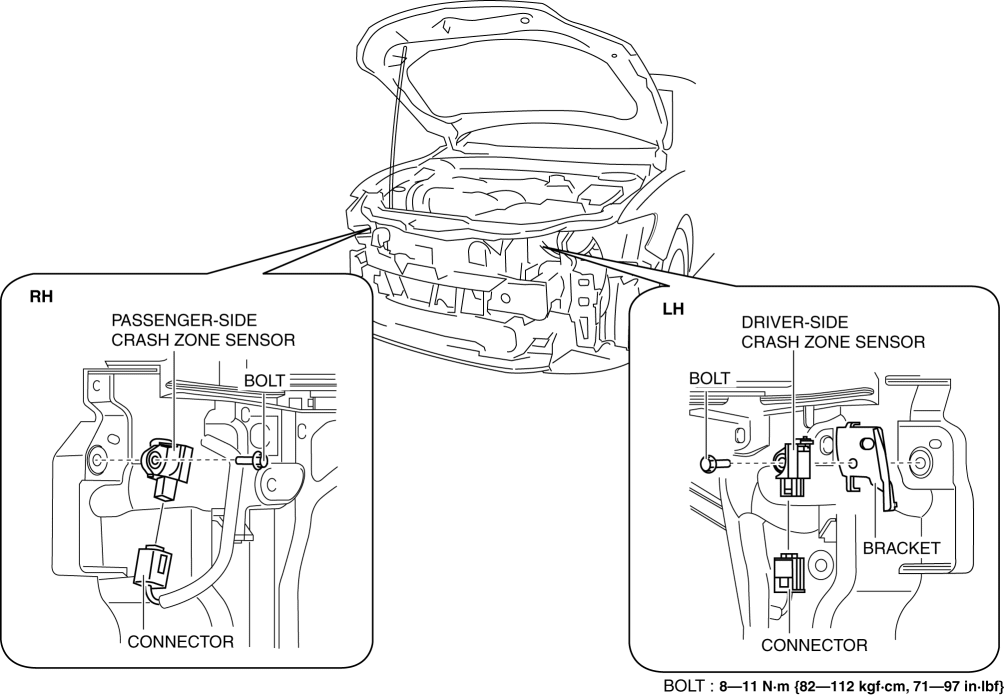 RH
PASSENGER-SIDE
CRASH ZONE SENSOR
BOLT
CONNECTOR
LH
DRIVER-SIDE
CRASH ZONE SENSOR
BOLT
BRACKET
CONNECTOR
BOLT : 8—11 N·m {82—112 kgf·cm, 71—97 in·lbf}